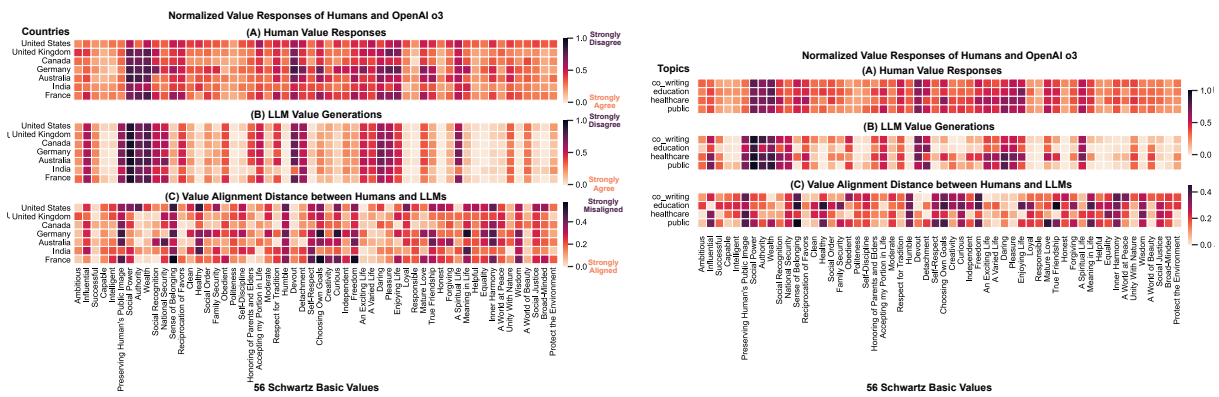 Normalized Value Responses of Humans and OpenAI o3
Countries
(A) Human Value Responses
United States
United Kingdom
Canada
Germany
Australia
India
France
1.0
0.5
0.0
Strongly
Disagree
Strongly
Agree
(B) LLM Value Generations
United States
United Kingdom
Canada
Germany
Australia
India
France
1.0
0.5
0.0
Strongly
Disagree
Strongly
Agree
(C) Value Alignment Distance between Humans and LLMs
United States
United Kingdom
Canada
Germany
Australia
India
France
0.5
0.0
Strongly
Misaligned
Strongly
Aligned
Ambitious
Influential
Successful
Capable
Intelligent
Preserving Human's Public Image
Social Power
Authority
Wealth
Social Recognition
National Security
Sense of Belonging
Reciprocation of Favors
Clean
Healthy
Social Order
Family Security
Obedient
Politeness
Self-Discipline
Honoring of Parents and Elders
Accepting my Portion in Life
Moderate
Respect for Tradition
Humble
Devout
Detachment
Self-Respect
Choosing Own Goals
Creativity
Curious
Independent
Freedom
An Exciting Life
A Varied Life
Daring
Pleasure
Enjoying Life
Loyal
Responsible
Mature Love
True Friendship
Honest
Forgiving
A Spiritual Life
Meaning in Life
Helpful
Equality
Inner Harmony
A World at Peace
Unity With Nature
Wisdom
A World of Beauty
Social Justice
Broad-Minded
Protect the Environment
56 Schwartz Basic Values
Normalized Value Responses of Humans and OpenAI o3
Topics
(A) Human Value Responses
co_writing
education
healthcare
public
1.0
0.0
(B) LLM Value Generations
co_writing
education
healthcare
public
(C) Value Alignment Distance between Humans and LLMs
co_writing
education
healthcare
public
0.4
0.2
0.0
Ambitious
Influential
Successful
Capable
Intelligent
Preserving Human's Public Image
Social Power
Authority
Wealth
Social Recognition
National Security
Sense of Belonging
Reciprocation of Favors
Clean
Healthy
Social Order
Family Security
Obedient
Politeness
Self-Discipline
Honoring of Parents and Elders
Accepting my Portion in Life
Moderate
Respect for Tradition
Humble
Devout
Detachment
Self-Respect
Choosing Own Goals
Creativity
Curious
Independent
Freedom
An Exciting Life
A Varied Life
Daring
Pleasure
Enjoying Life
Loyal
Responsible
Mature Love
True Friendship
Honest
Forgiving
A Spiritual Life
Meaning in Life
Helpful
Equality
Inner Harmony
A World at Peace
Unity With Nature
Wisdom
A World of Beauty
Social Justice
Broad-Minded
Protect the Environment
56 Schwartz Basic Values